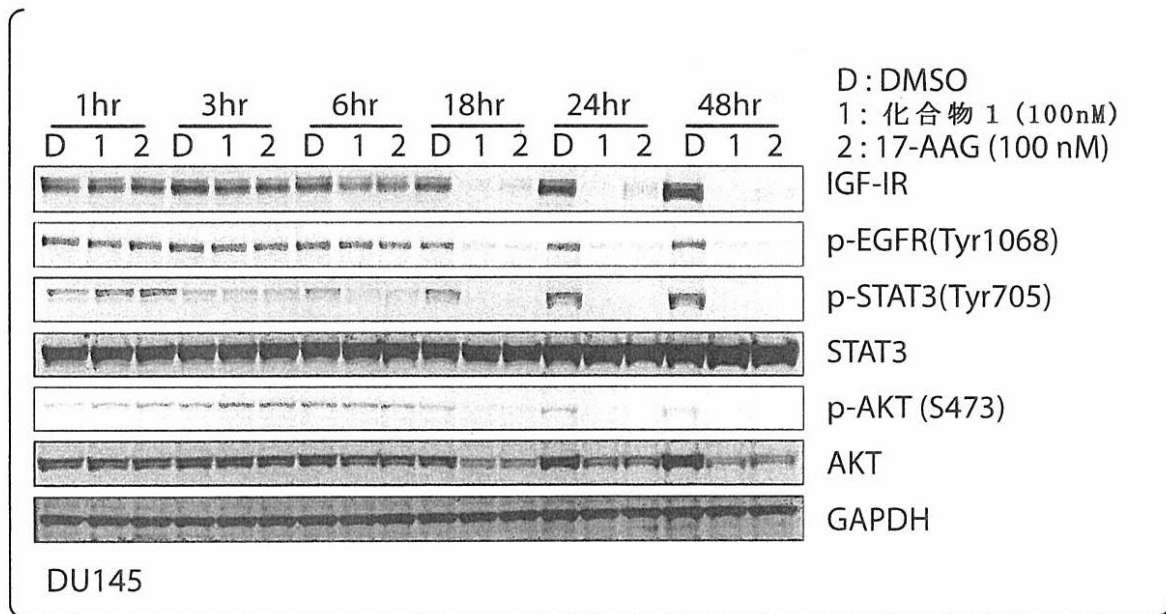 D : DMSO
1 : 化合物 1 (100nM)
2 : 17-AAG (100 nM)
1hr 3hr 6hr 18hr 24hr 48hr
D 1 2 D 1 2 D 1 2 D 1 2 D 1 2 D 1 2
IGF-IR
p-EGFR(Tyr1068)
p-STAT3(Tyr705)
STAT3
p-AKT (S473)
AKT
GAPDH
DU145